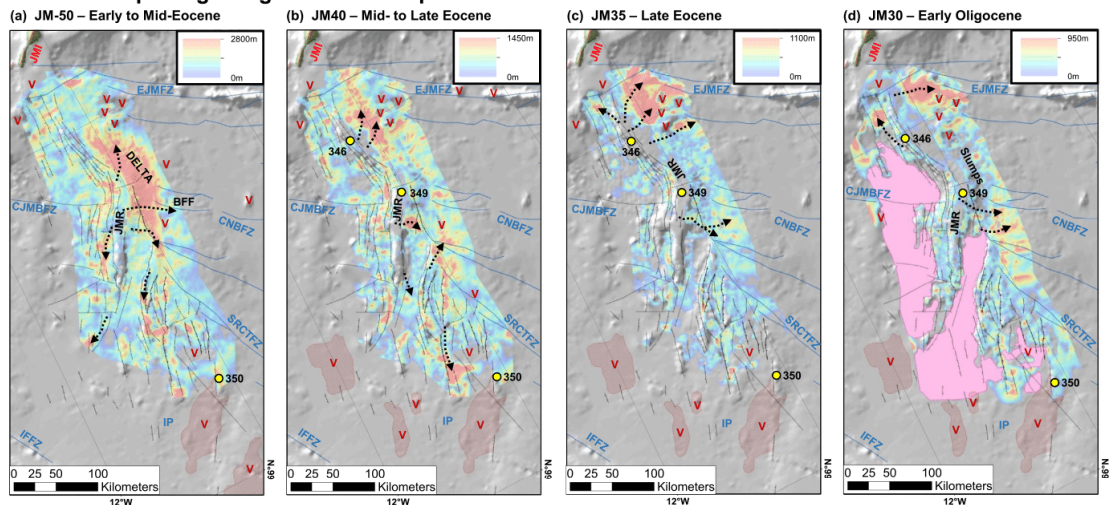 (a) JM-50 – Early to Mid-Eocene
JMI
2800m
0m
EJMFZ
V
V V
V
V V
V
V
DELTA
V
V
BFF
CJMBFZ
JMR
CNBFZ
V
SRCTFZ
V
350
V
IP
IFFZ
V
0 25 50 100
Kilometers
12°W
66°N
(b) JM40 – Mid- to Late Eocene
JMI
1450m
0m
EJMFZ
V V
V
V V
V V
V
V
346
349
CJMBFZ
JMR
CNBFZ
V
SRCTFZ
V
V
350
V
IP
V
IFFZ
0 25 50 100
Kilometers
12°W
66°N
(c) JM35 – Late Eocene
JMI
1100m
0m
EJMFZ
V
V
V
V V
V
346
JMR
349
CJMBFZ
CNBFZ
SRCTFZ
V
V
350
V
V
IP
V
IFFZ
0 25 50 100
Kilometers
12°W
66°N
(d) JM30 – Early Oligocene
JMI
950m
0m
EJMFZ
V
V
V
V V
V
346
Slumps
349
CJMBFZ
JMR
CNBFZ
V
SRCTFZ
V
V
350
V
V
IP
V
IFFZ
0 25 50 100
Kilometers
12°W
66°N